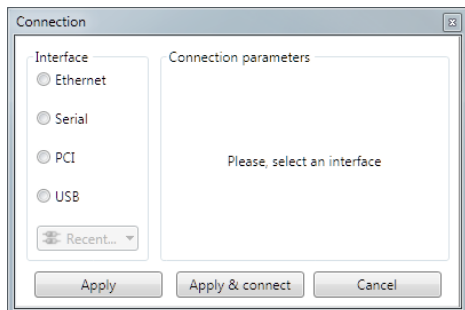 Connection
Interface
Connection parameters
Ethernet
Serial
PCI
USB
Please, select an interface
Recent...
Apply
Apply & connect
Cancel